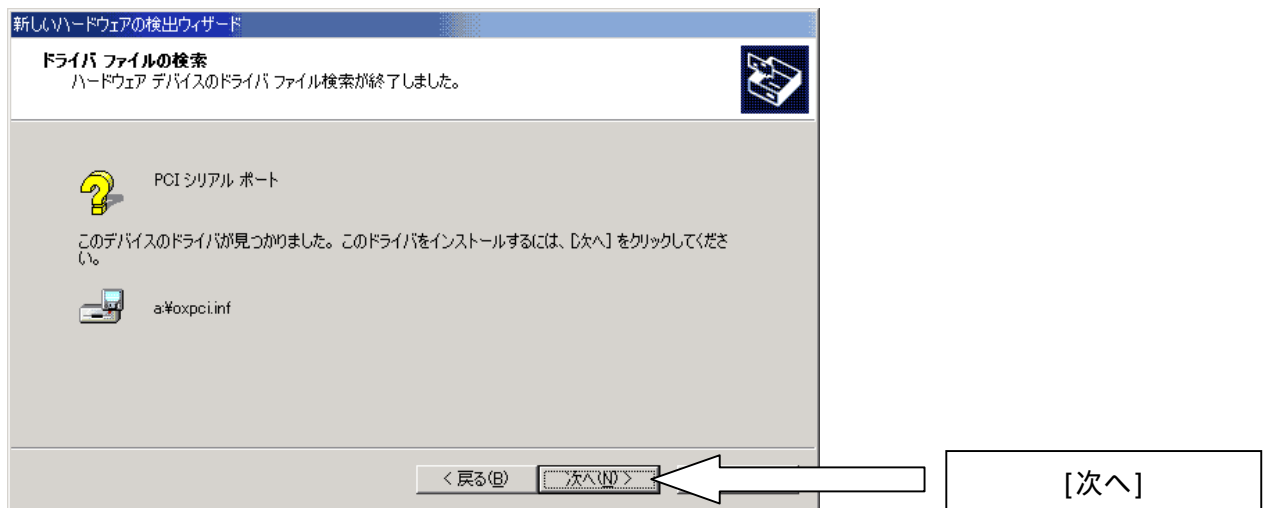 新しいハードウェアの検出ウィザード
ドライバ ファイルの検索
ハードウェア デバイスのドライバ ファイル検索が終了しました。
PCI シリアル ポート
このデバイスのドライバが見つかりました。このドライバをインストールするには、[次へ] をクリックしてくださ
い。
a:¥oxpci.inf
< 戻る(B) 次へ(N) > [次へ]